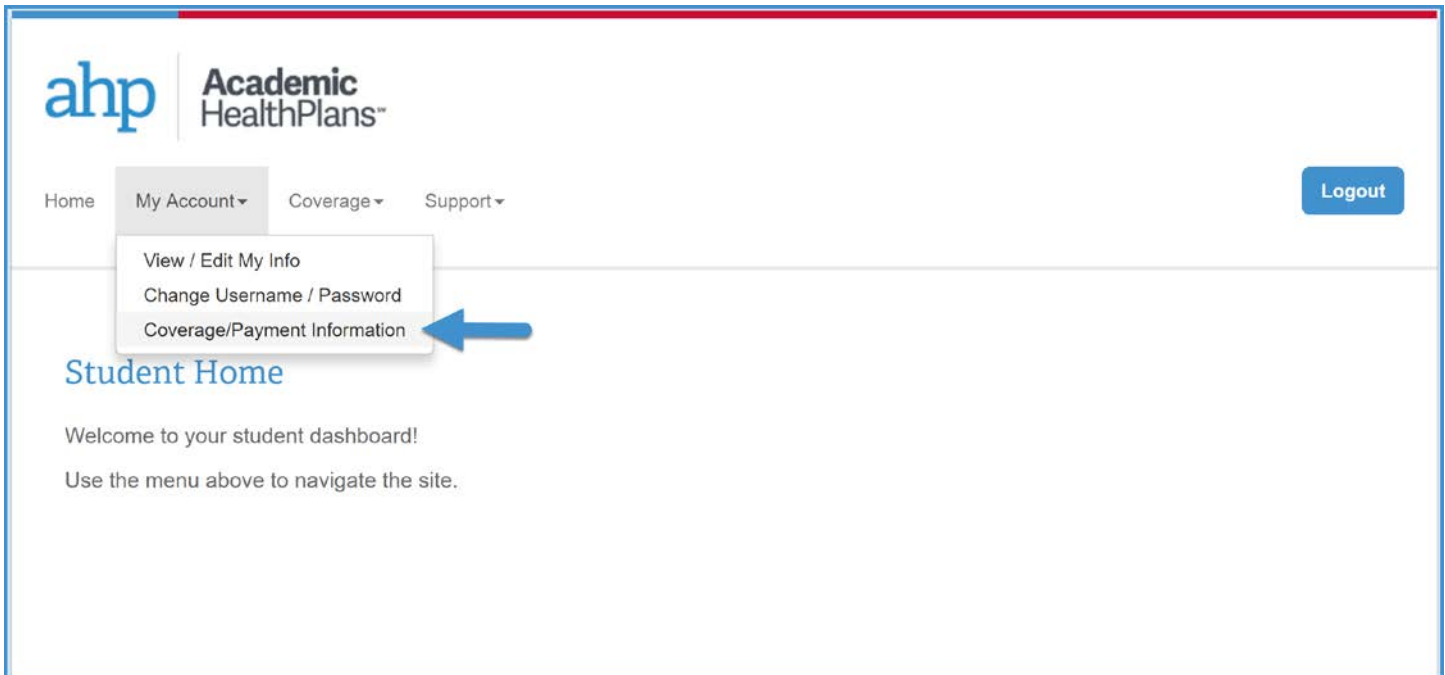 ahp
Academic
HealthPlans℠
Home My Account Coverage Support
Logout
View / Edit My Info
Change Username / Password
Coverage/Payment Information
Student Home
Welcome to your student dashboard!
Use the menu above to navigate the site.